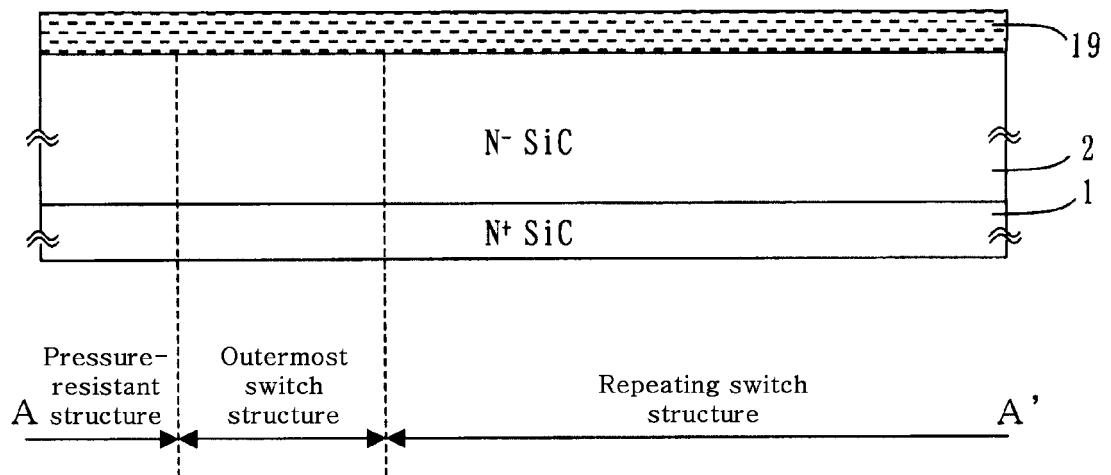 19
N⁻ SiC
2
1
N⁺ SiC
Pressure-
resistant
structure
Outermost
switch
structure
Repeating switch
structure
A
A'